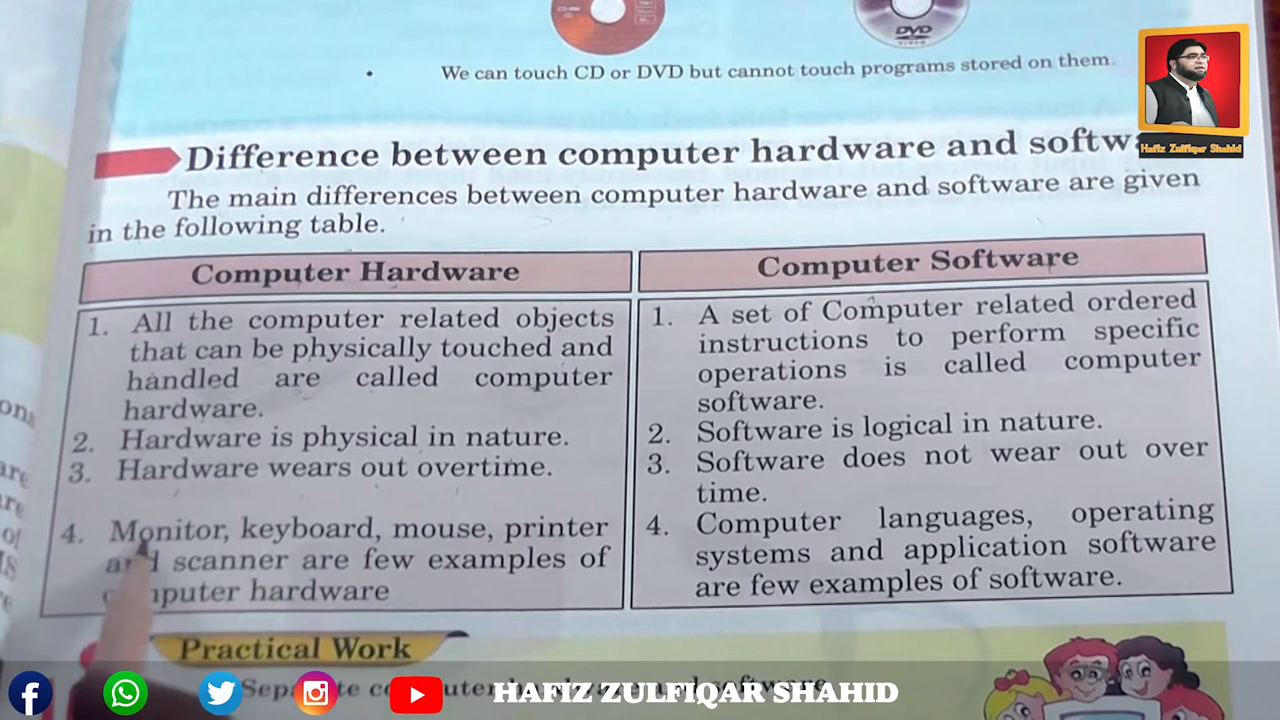 DVD
VIDEO
We can touch CD or DVD but cannot touch programs stored on them.
Hafiz Zulfiqar Shahid
Difference between computer hardware and softw
The main differences between computer hardware and software are given
in the following table.
Computer Hardware
1. All the computer related objects
that can be physically touched and
handled are called computer
hardware.
2. Hardware is physical in nature.
3. Hardware wears out overtime.
4. Monitor, keyboard, mouse, printer
and scanner are few examples of
computer hardware
Computer Software
1. A set of Computer related ordered
instructions to perform specific
operations is called computer
software.
2. Software is logical in nature.
3. Software does not wear out over
time.
4. Computer languages, operating
systems and application software
are few examples of software.
Practical Work
HAFIZ ZULFIQAR SHAHID